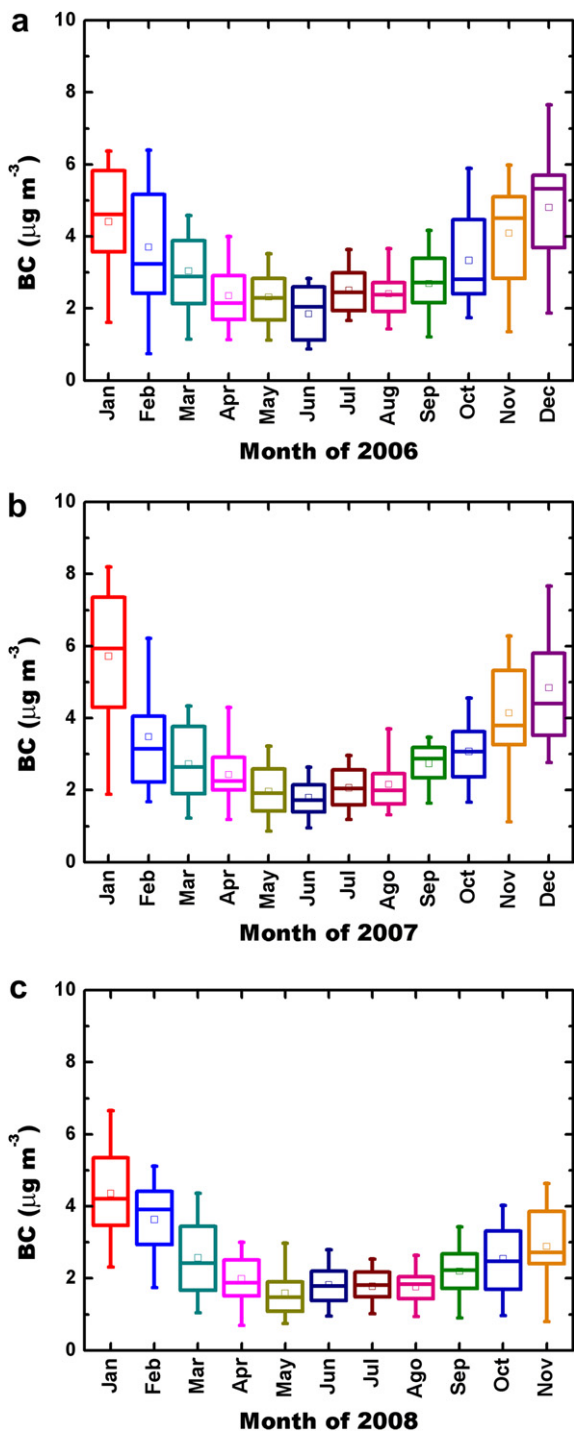 a
10
8
6
4
2
0
BC (μg m-3)
Jan Feb Mar Apr May Jun Jul Aug Sep Oct Nov Dec
Month of 2006
b
10
8
6
4
2
0
BC (μg m-3)
Jan Feb Mar Apr May Jun Jul Ago Sep Oct Nov Dec
Month of 2007
c
10
8
6
4
2
0
BC (μg m-3)
Jan Feb Mar Apr May Jun Jul Ago Sep Oct Nov
Month of 2008